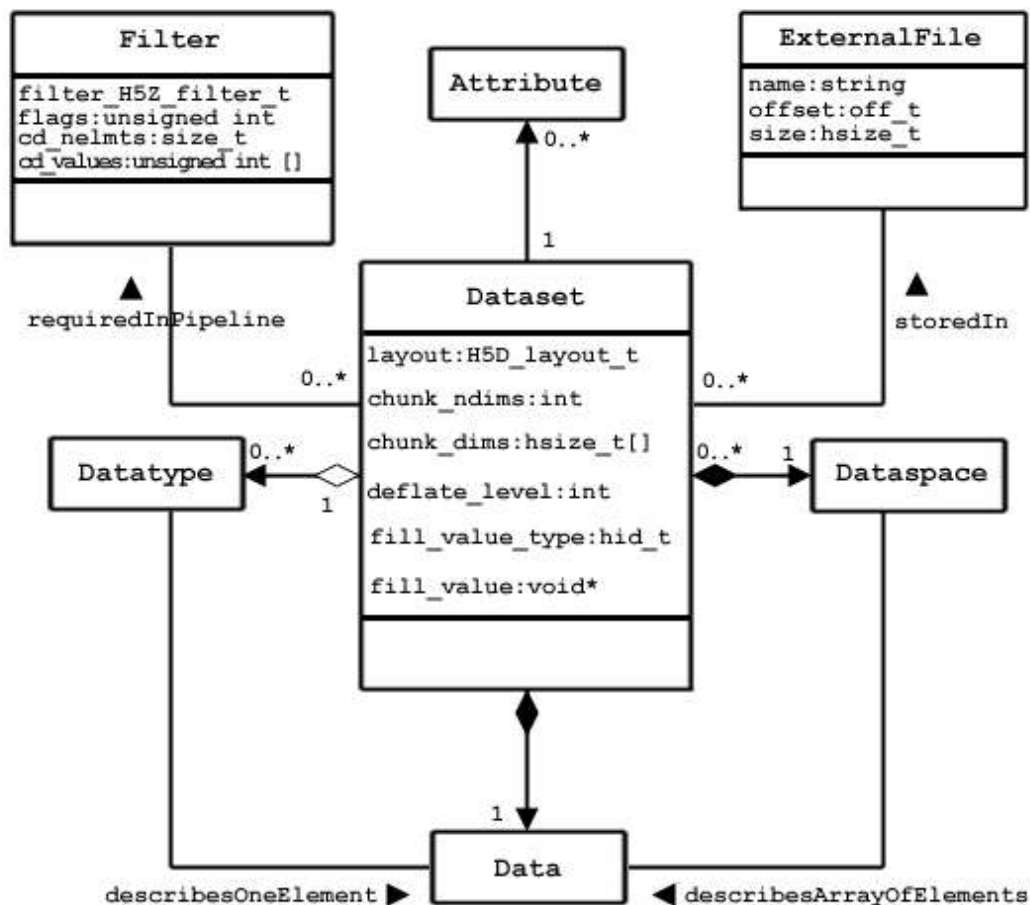 Filter
filter_H5Z_filter_t
flags:unsigned int
cd_nelmts:size_t
cd_values:unsigned int []
Attribute
0..*
1
ExternalFile
name:string
offset:off_t
size:hsize_t
requiredInPipeline
storedIn
Dataset
layout:H5D_layout_t
chunk_ndims:int
chunk_dims:hsize_t[]
deflate_level:int
fill_value_type:hid_t
fill_value:void*
0..*
0..*
Datatype
0..*
1
0..*
1
Dataspace
1
Data
describesOneElement
describesArrayOfElements